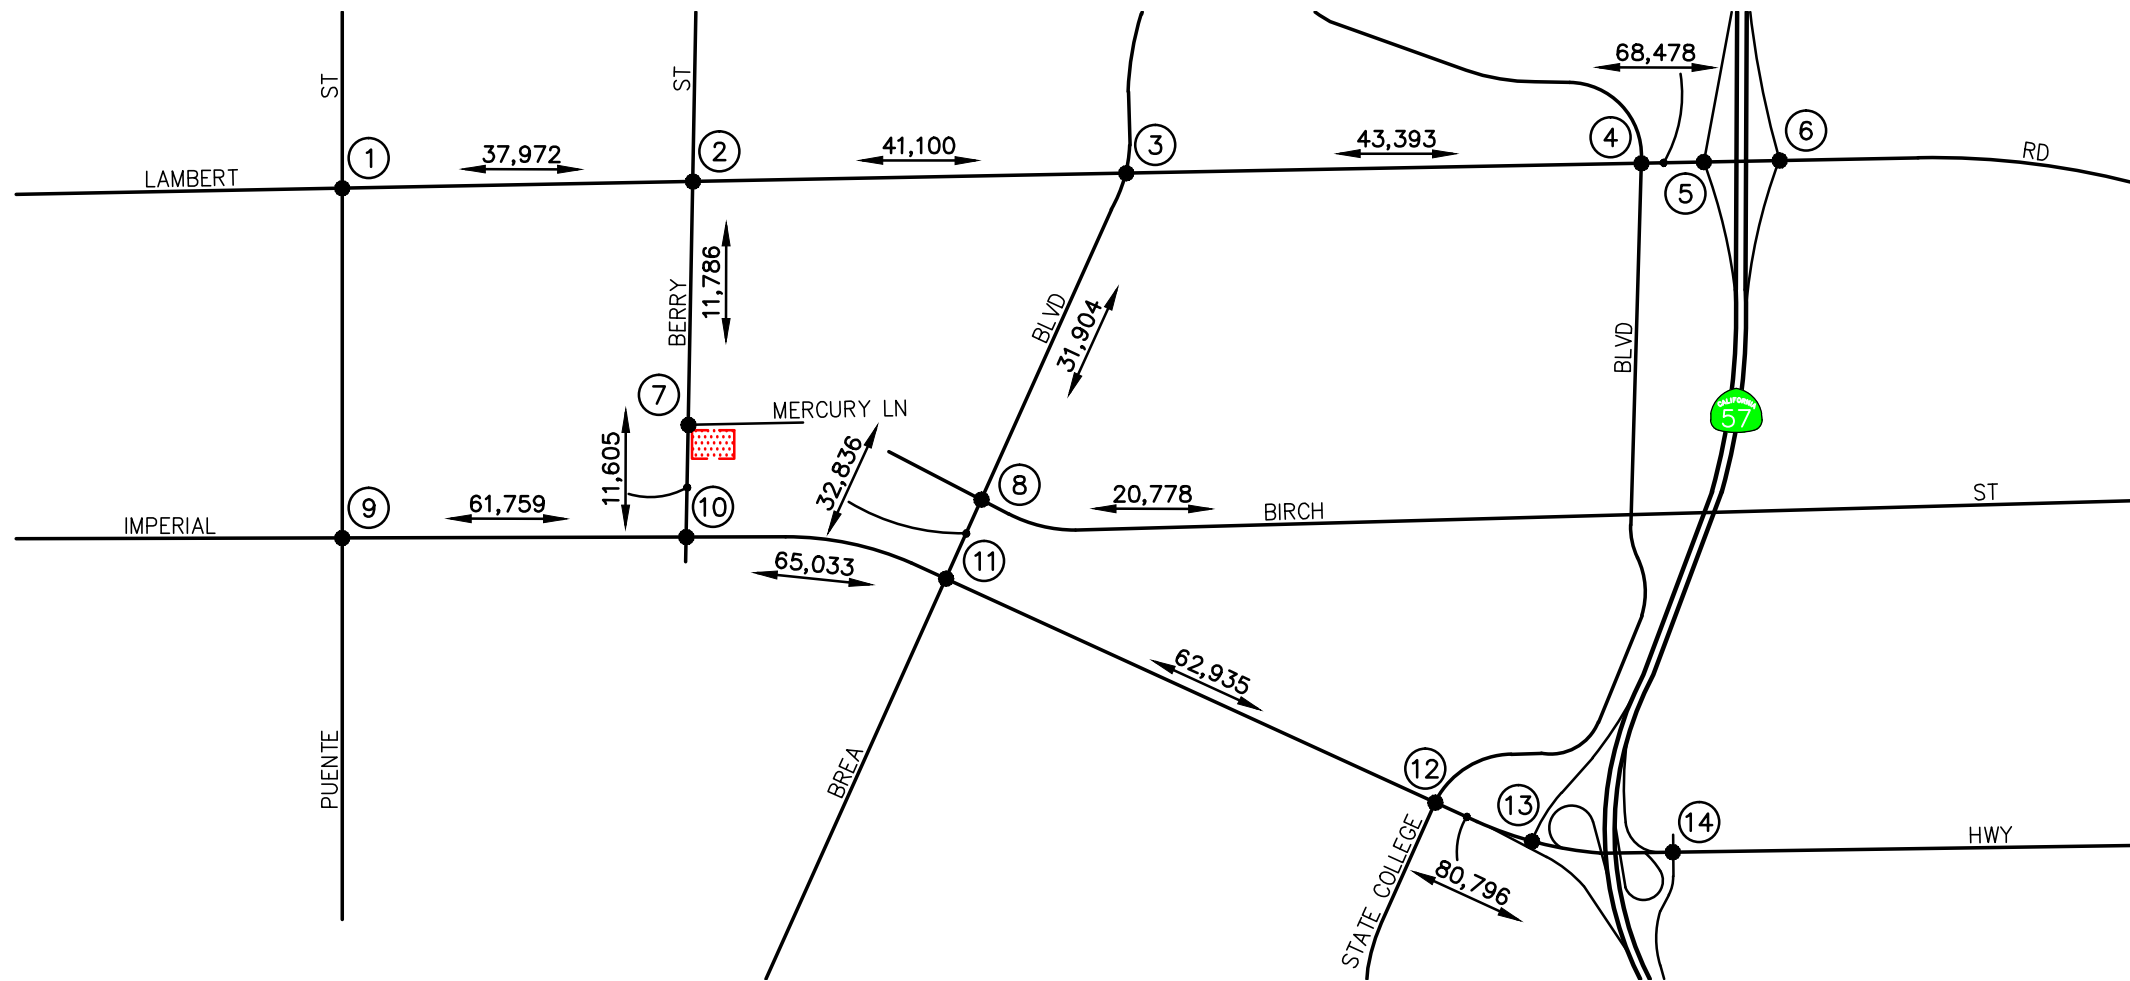 ST
ST
68,478
1
2
3
4
6
37,972
41,100
43,393
LAMBERT
RD
5
BERRY
11,786
BLVD
31,904
BLVD
7
MERCURY LN
CALIFORNIA
57
11,605
32,836
9
61,759
10
8
20,778
BIRCH
ST
IMPERIAL
65,033
11
62,935
PUENTE
BREA
12
13
14
HWY
STATE COLLEGE
80,796